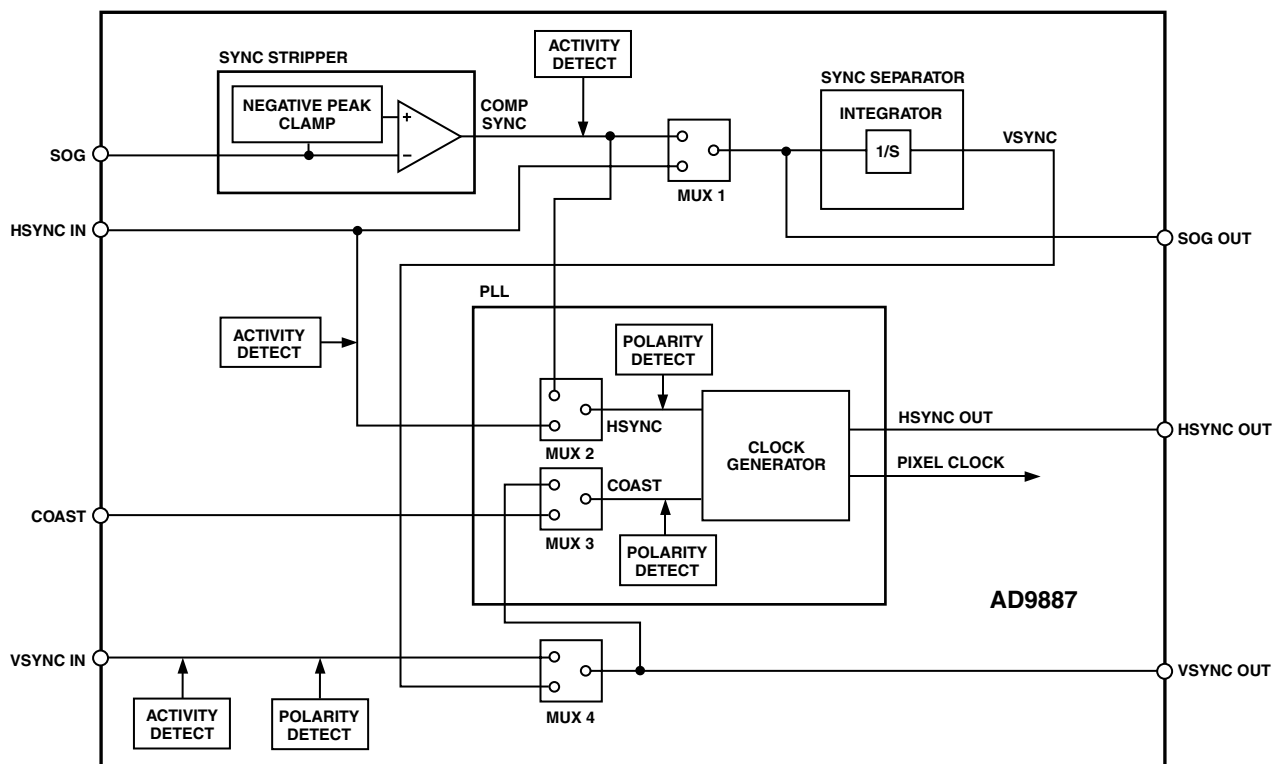 ACTIVITY
DETECT
SYNC STRIPPER
SYNC SEPARATOR
NEGATIVE PEAK
CLAMP
+
−
COMP
SYNC
INTEGRATOR
1/S
VSYNC
SOG
MUX 1
HSYNC IN
SOG OUT
PLL
ACTIVITY
DETECT
POLARITY
DETECT
HSYNC
MUX 2
CLOCK
GENERATOR
HSYNC OUT
HSYNC OUT
PIXEL CLOCK
COAST
COAST
MUX 3
POLARITY
DETECT
AD9887
VSYNC IN
VSYNC OUT
MUX 4
ACTIVITY
DETECT
POLARITY
DETECT